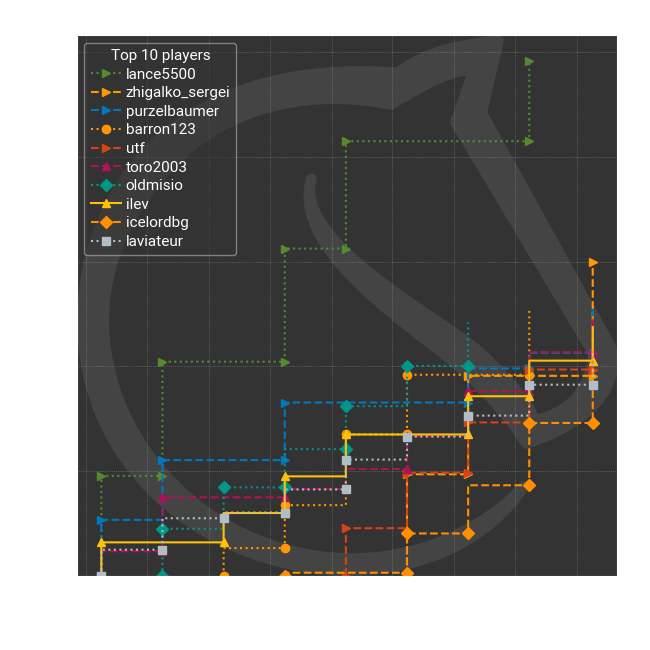 Top 10 players
lance5500
zhigalko_sergei
purzelbaumer
barron123
utf
toro2003
oldmisio
ilev
icelordbg
laviateur